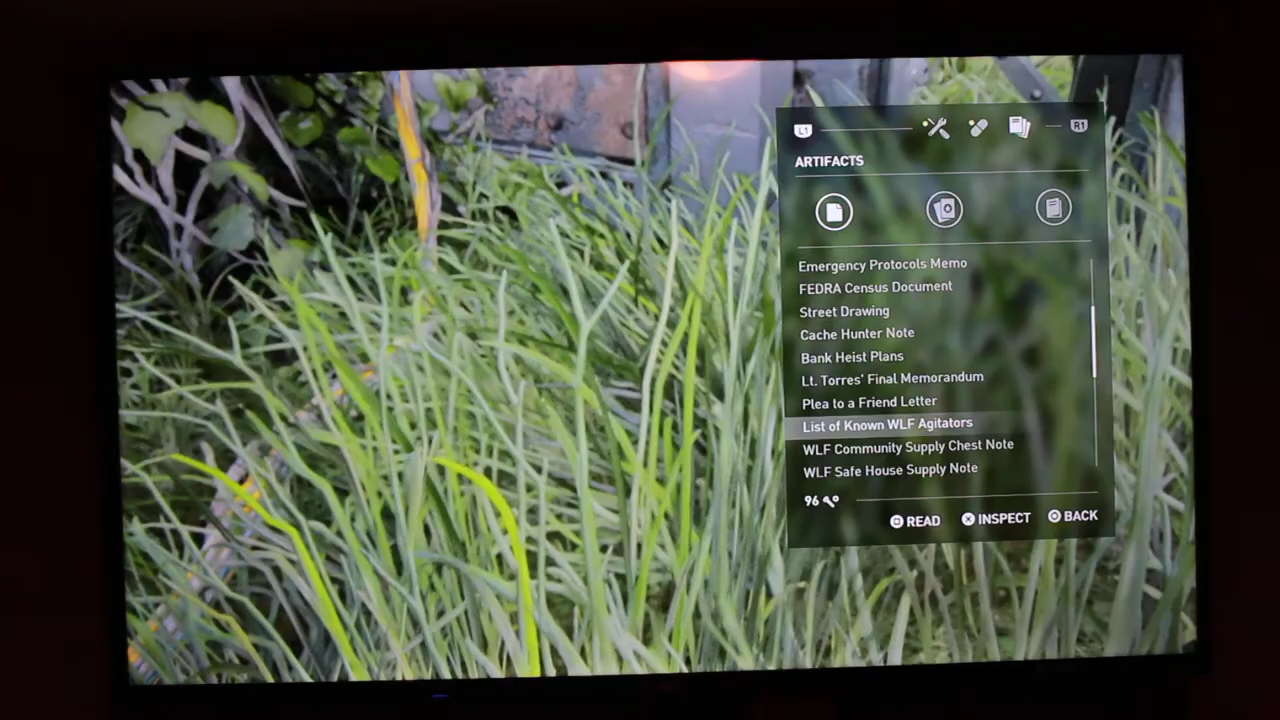 L1
R1
ARTIFACTS
Emergency Protocols Memo
FEDRA Census Document
Street Drawing
Cache Hunter Note
Bank Heist Plans
Lt. Torres' Final Memorandum
Plea to a Friend Letter
List of Known WLF Agitators
WLF Community Supply Chest Note
WLF Safe House Supply Note
96
READ INSPECT BACK